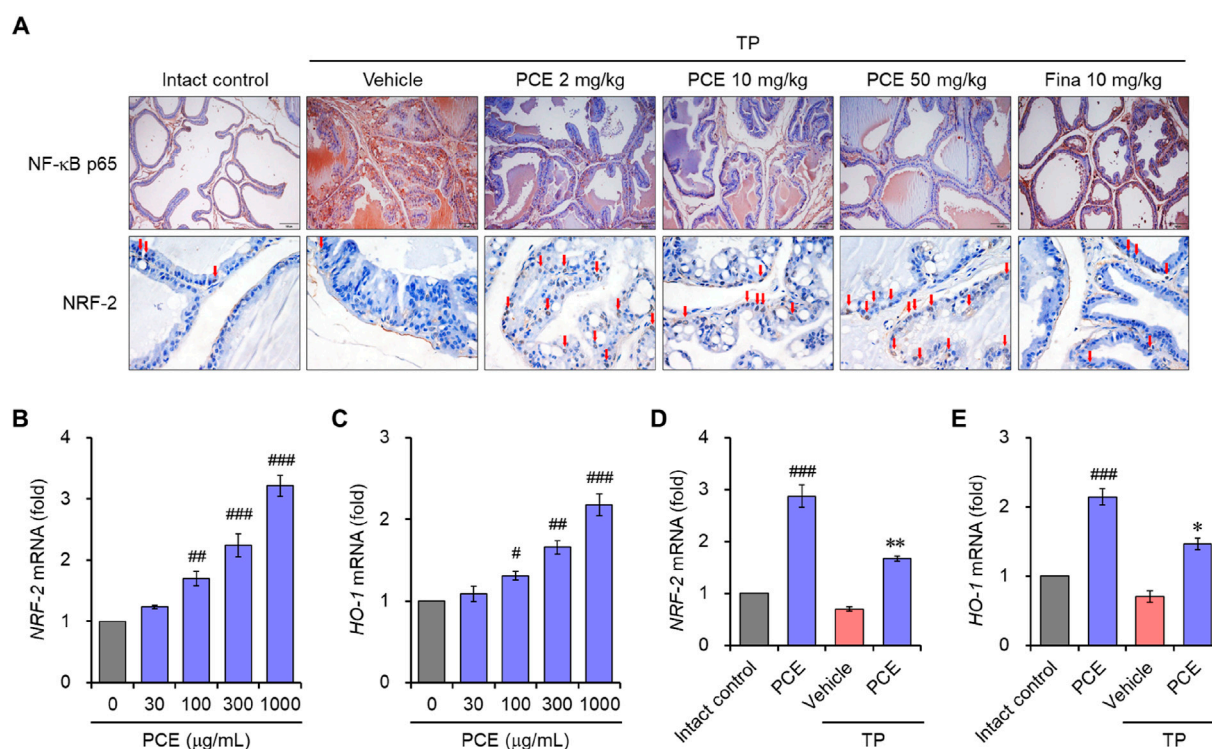 A
TP
Intact control Vehicle PCE 2 mg/kg PCE 10 mg/kg PCE 50 mg/kg Fina 10 mg/kg
NF-κB p65
NRF-2
B
NRF-2 mRNA (fold)
4
3
2
1
0
##
###
###
0 30 100 300 1000
PCE (μg/mL)
C
HO-1 mRNA (fold)
3
2
1
0
#
##
###
0 30 100 300 1000
PCE (μg/mL)
D
NRF-2 mRNA (fold)
4
3
2
1
0
###
**
Intact control PCE Vehicle PCE
TP
E
HO-1 mRNA (fold)
3
2
1
0
###
*
Intact control PCE Vehicle PCE
TP